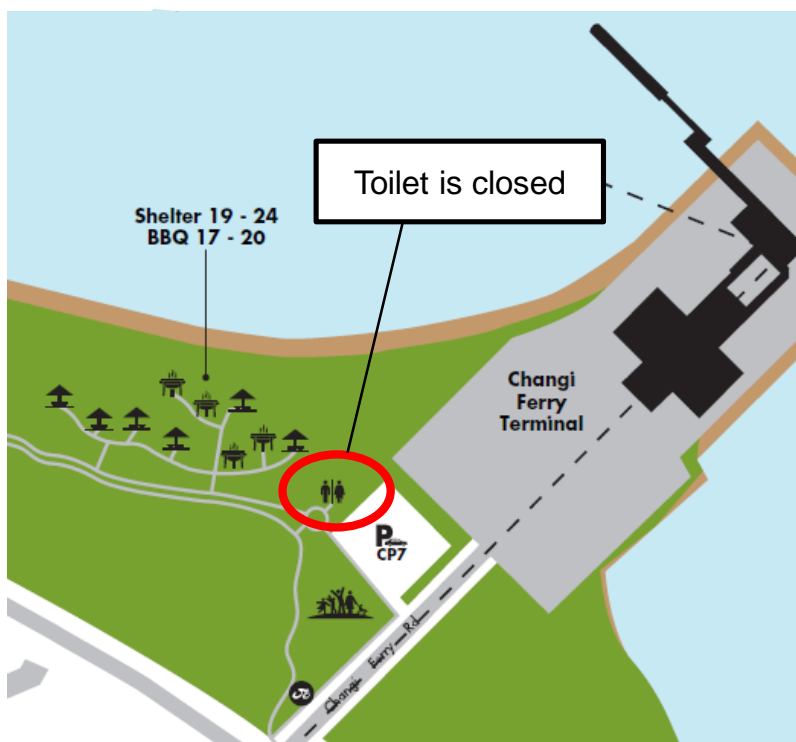 Toilet is closed
Shelter 19 - 24
BBQ 17 - 20
Changi
Ferry
Terminal
P
CP7
Changi Ferry Rd